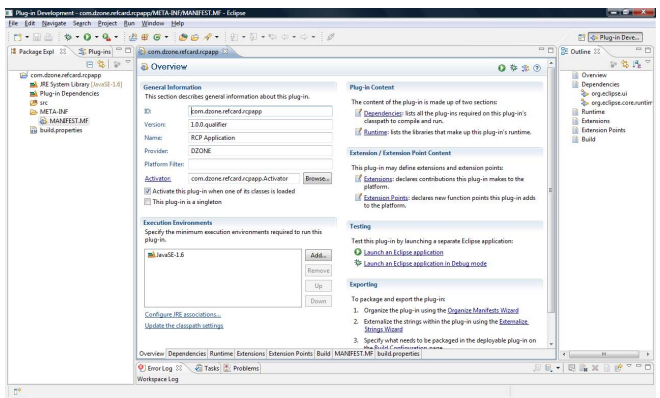 Plug-in Development - com.dzone.refcard.rcpapp/META-INF/MANIFEST.MF - Eclipse
File Edit Navigate Search Project Run Window Help
Plug-in Deve...
Package Expl
Plug-ins
com.dzone.refcard.rcpapp
Outline
com.dzone.refcard.rcpapp
JRE System Library [JavaSE-1.6]
Plug-in Dependencies
src
META-INF
MANIFEST.MF
build.properties
Overview
General Information
This section describes general information about this plug-in.
ID: com.dzone.refcard.rcpapp
Version: 1.0.0.qualifier
Name: RCP Application
Provider: DZONE
Platform Filter:
Activator: com.dzone.refcard.rcpapp.Activator Browse...
Activate this plug-in when one of its classes is loaded
This plug-in is a singleton
Execution Environments
Specify the minimum execution environments required to run this
plug-in.
JavaSE-1.6
Add...
Remove
Up
Down
Configure JRE associations...
Update the classpath settings
Plug-in Content
The content of the plug-in is made up of two sections:
Dependencies: lists all the plug-ins required on this plug-in's
classpath to compile and run.
Runtime: lists the libraries that make up this plug-in's runtime.
Extension / Extension Point Content
This plug-in may define extensions and extension points:
Extensions: declares contributions this plug-in makes to the
platform.
Extension Points: declares new function points this plug-in adds
to the platform.
Testing
Test this plug-in by launching a separate Eclipse application:
Launch an Eclipse application
Launch an Eclipse application in Debug mode
Exporting
To package and export the plug-in:
1. Organize the plug-in using the Organize Manifests Wizard
2. Externalize the strings within the plug-in using the Externalize
Strings Wizard
3. Specify what needs to be packaged in the deployable plug-in on
the Build Configuration page
Overview Dependencies Runtime Extensions Extension Points Build MANIFEST.MF build.properties
Overview
Dependencies
org.eclipse.ui
org.eclipse.core.runtim
Runtime
Extensions
Extension Points
Build
Error Log
Tasks
Problems
Workspace Log